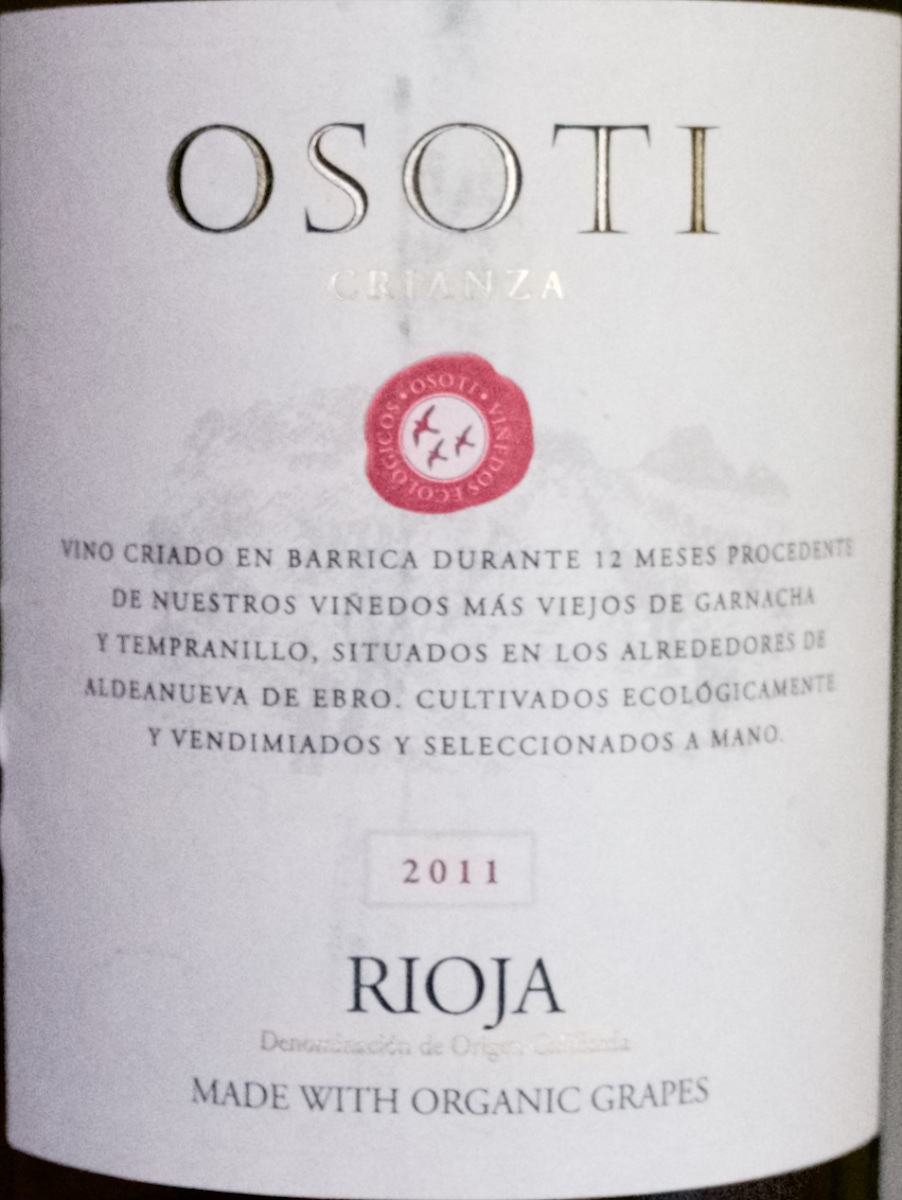 OSOTI
CRIANZA
• OSOTI • VIÑEDOS ECOLÓGICOS
VINO CRIADO EN BARRICA DURANTE 12 MESES PROCEDENTE
DE NUESTROS VIÑEDOS MÁS VIEJOS DE GARNACHA
Y TEMPRANILLO, SITUADOS EN LOS ALREDEDORES DE
ALDEANUEVA DE EBRO. CULTIVADOS ECOLÓGICAMENTE
Y VENDIMIADOS Y SELECCIONADOS A MANO.
2011
RIOJA
Denominación de Origen Calificada
MADE WITH ORGANIC GRAPES